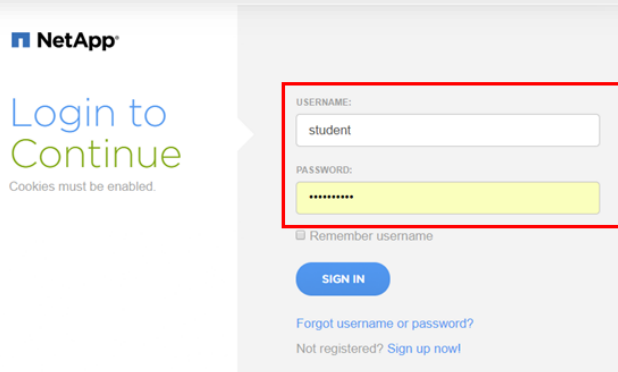 NetApp®
Login to
Continue
Cookies must be enabled.
USERNAME:
student
PASSWORD:
••••••••••
Remember username
SIGN IN
Forgot username or password?
Not registered? Sign up now!